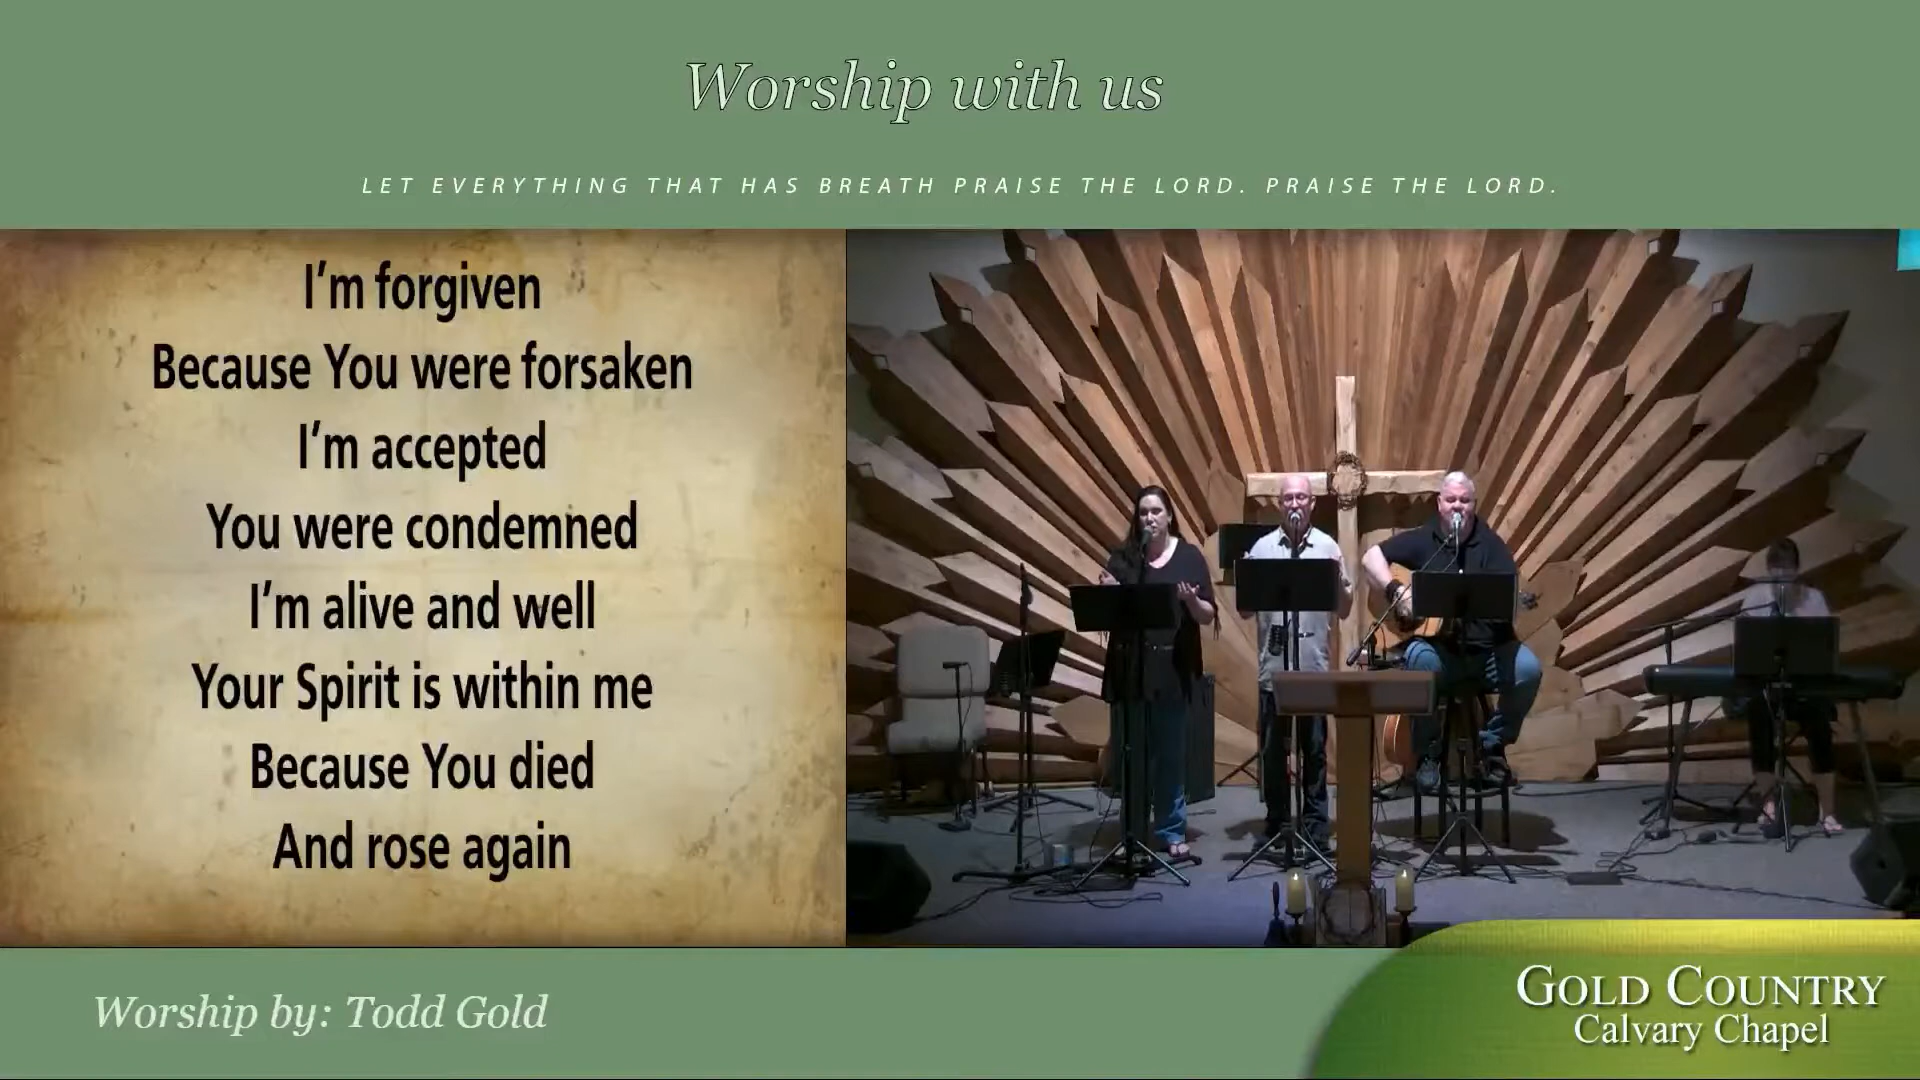 Worship with us
LET EVERYTHING THAT HAS BREATH PRAISE THE LORD. PRAISE THE LORD.
I'm forgiven
Because You were forsaken
I'm accepted
You were condemned
I'm alive and well
Your Spirit is within me
Because You died
And rose again
Worship by: Todd Gold
GOLD COUNTRY
Calvary Chapel